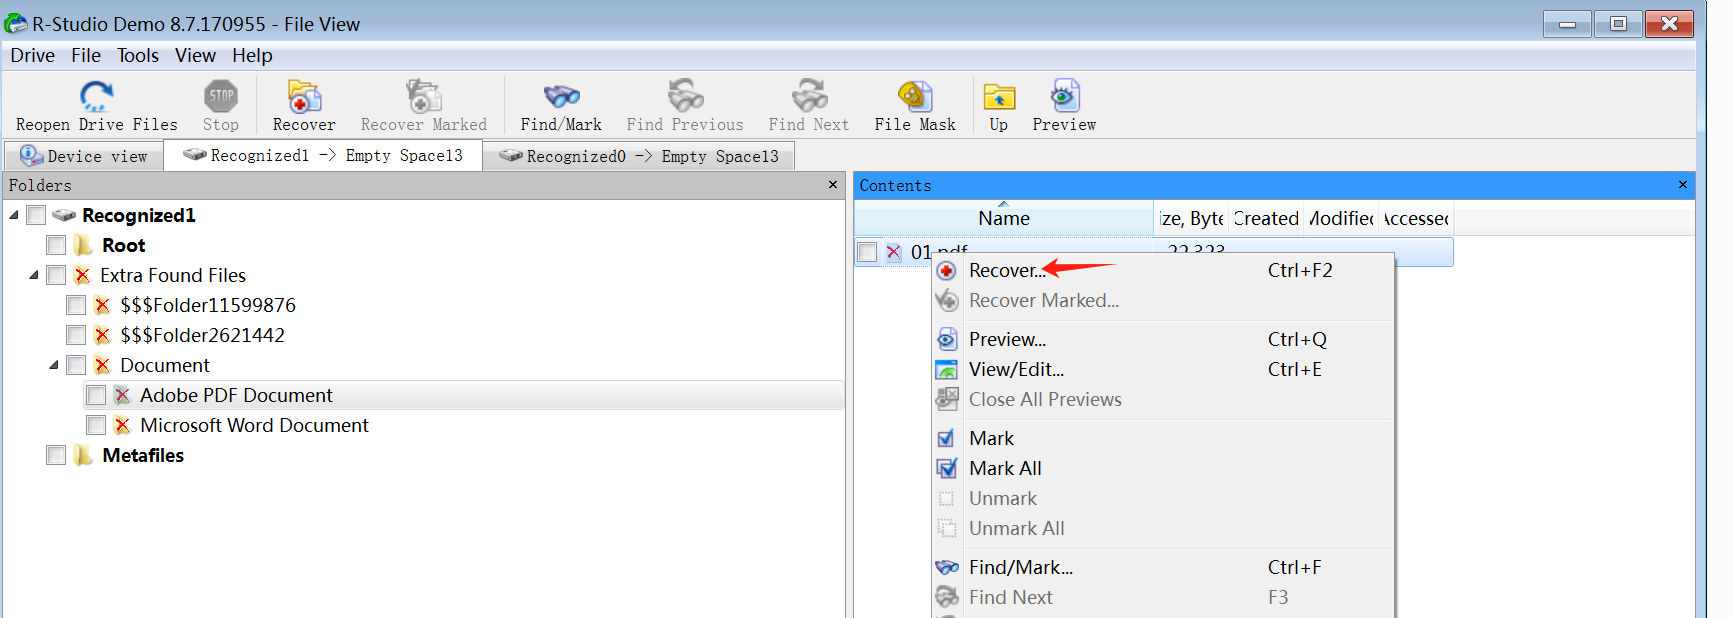 R-Studio Demo 8.7.170955 - File View
Drive File Tools View Help
STOP
Reopen Drive Files Stop Recover Recover Marked Find/Mark Find Previous Find Next File Mask Up Preview
Device view Recognized1 -> Empty Space13 Recognized0 -> Empty Space13
Folders
Recognized1
Root
Extra Found Files
$$$Folder11599876
$$$Folder2621442
Document
Adobe PDF Document
Microsoft Word Document
Metafiles
Contents
Name ize, Byte Created Modified Accessed
01.pdf 22,323
Recover... Ctrl+F2
Recover Marked...
Preview... Ctrl+Q
View/Edit... Ctrl+E
Close All Previews
Mark
Mark All
Unmark
Unmark All
Find/Mark... Ctrl+F
Find Next F3